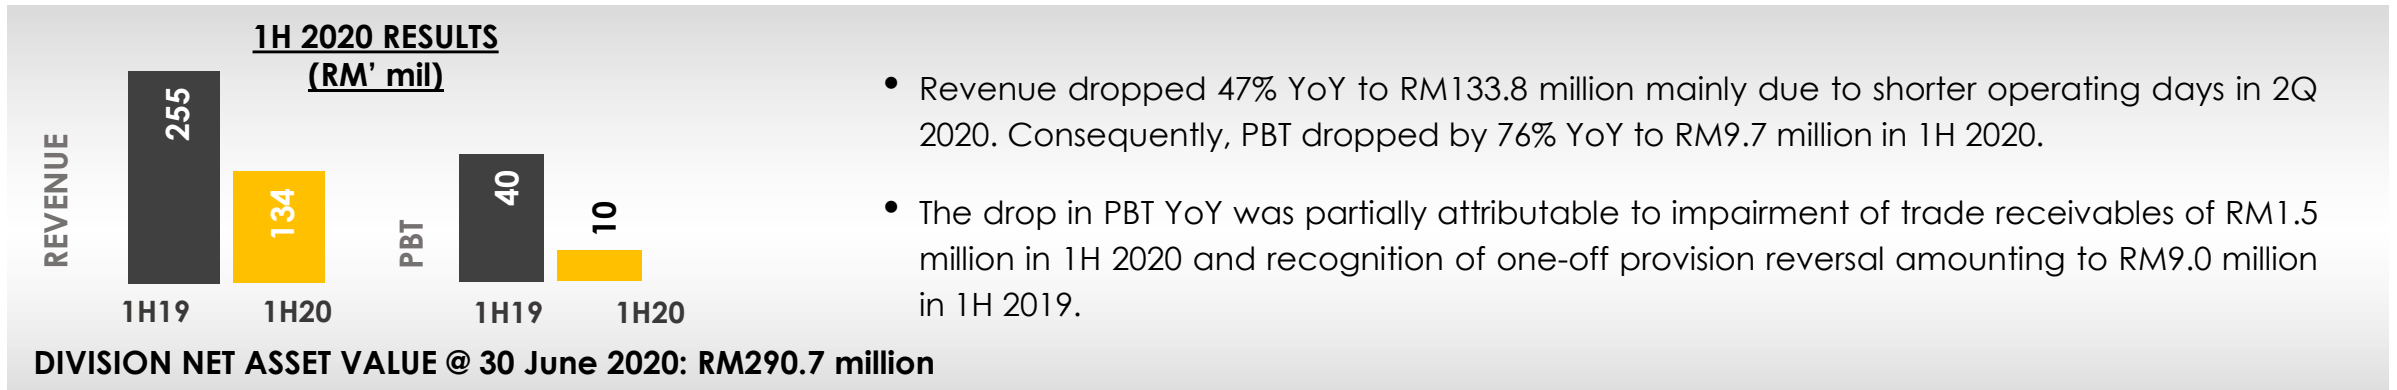 1H 2020 RESULTS
(RM' mil)
REVENUE
255
134
1H19
1H20
PBT
40
10
1H19
1H20
DIVISION NET ASSET VALUE @ 30 June 2020: RM290.7 million
• Revenue dropped 47% YoY to RM133.8 million mainly due to shorter operating days in 2Q
2020. Consequently, PBT dropped by 76% YoY to RM9.7 million in 1H 2020.
• The drop in PBT YoY was partially attributable to impairment of trade receivables of RM1.5
million in 1H 2020 and recognition of one-off provision reversal amounting to RM9.0 million
in 1H 2019.